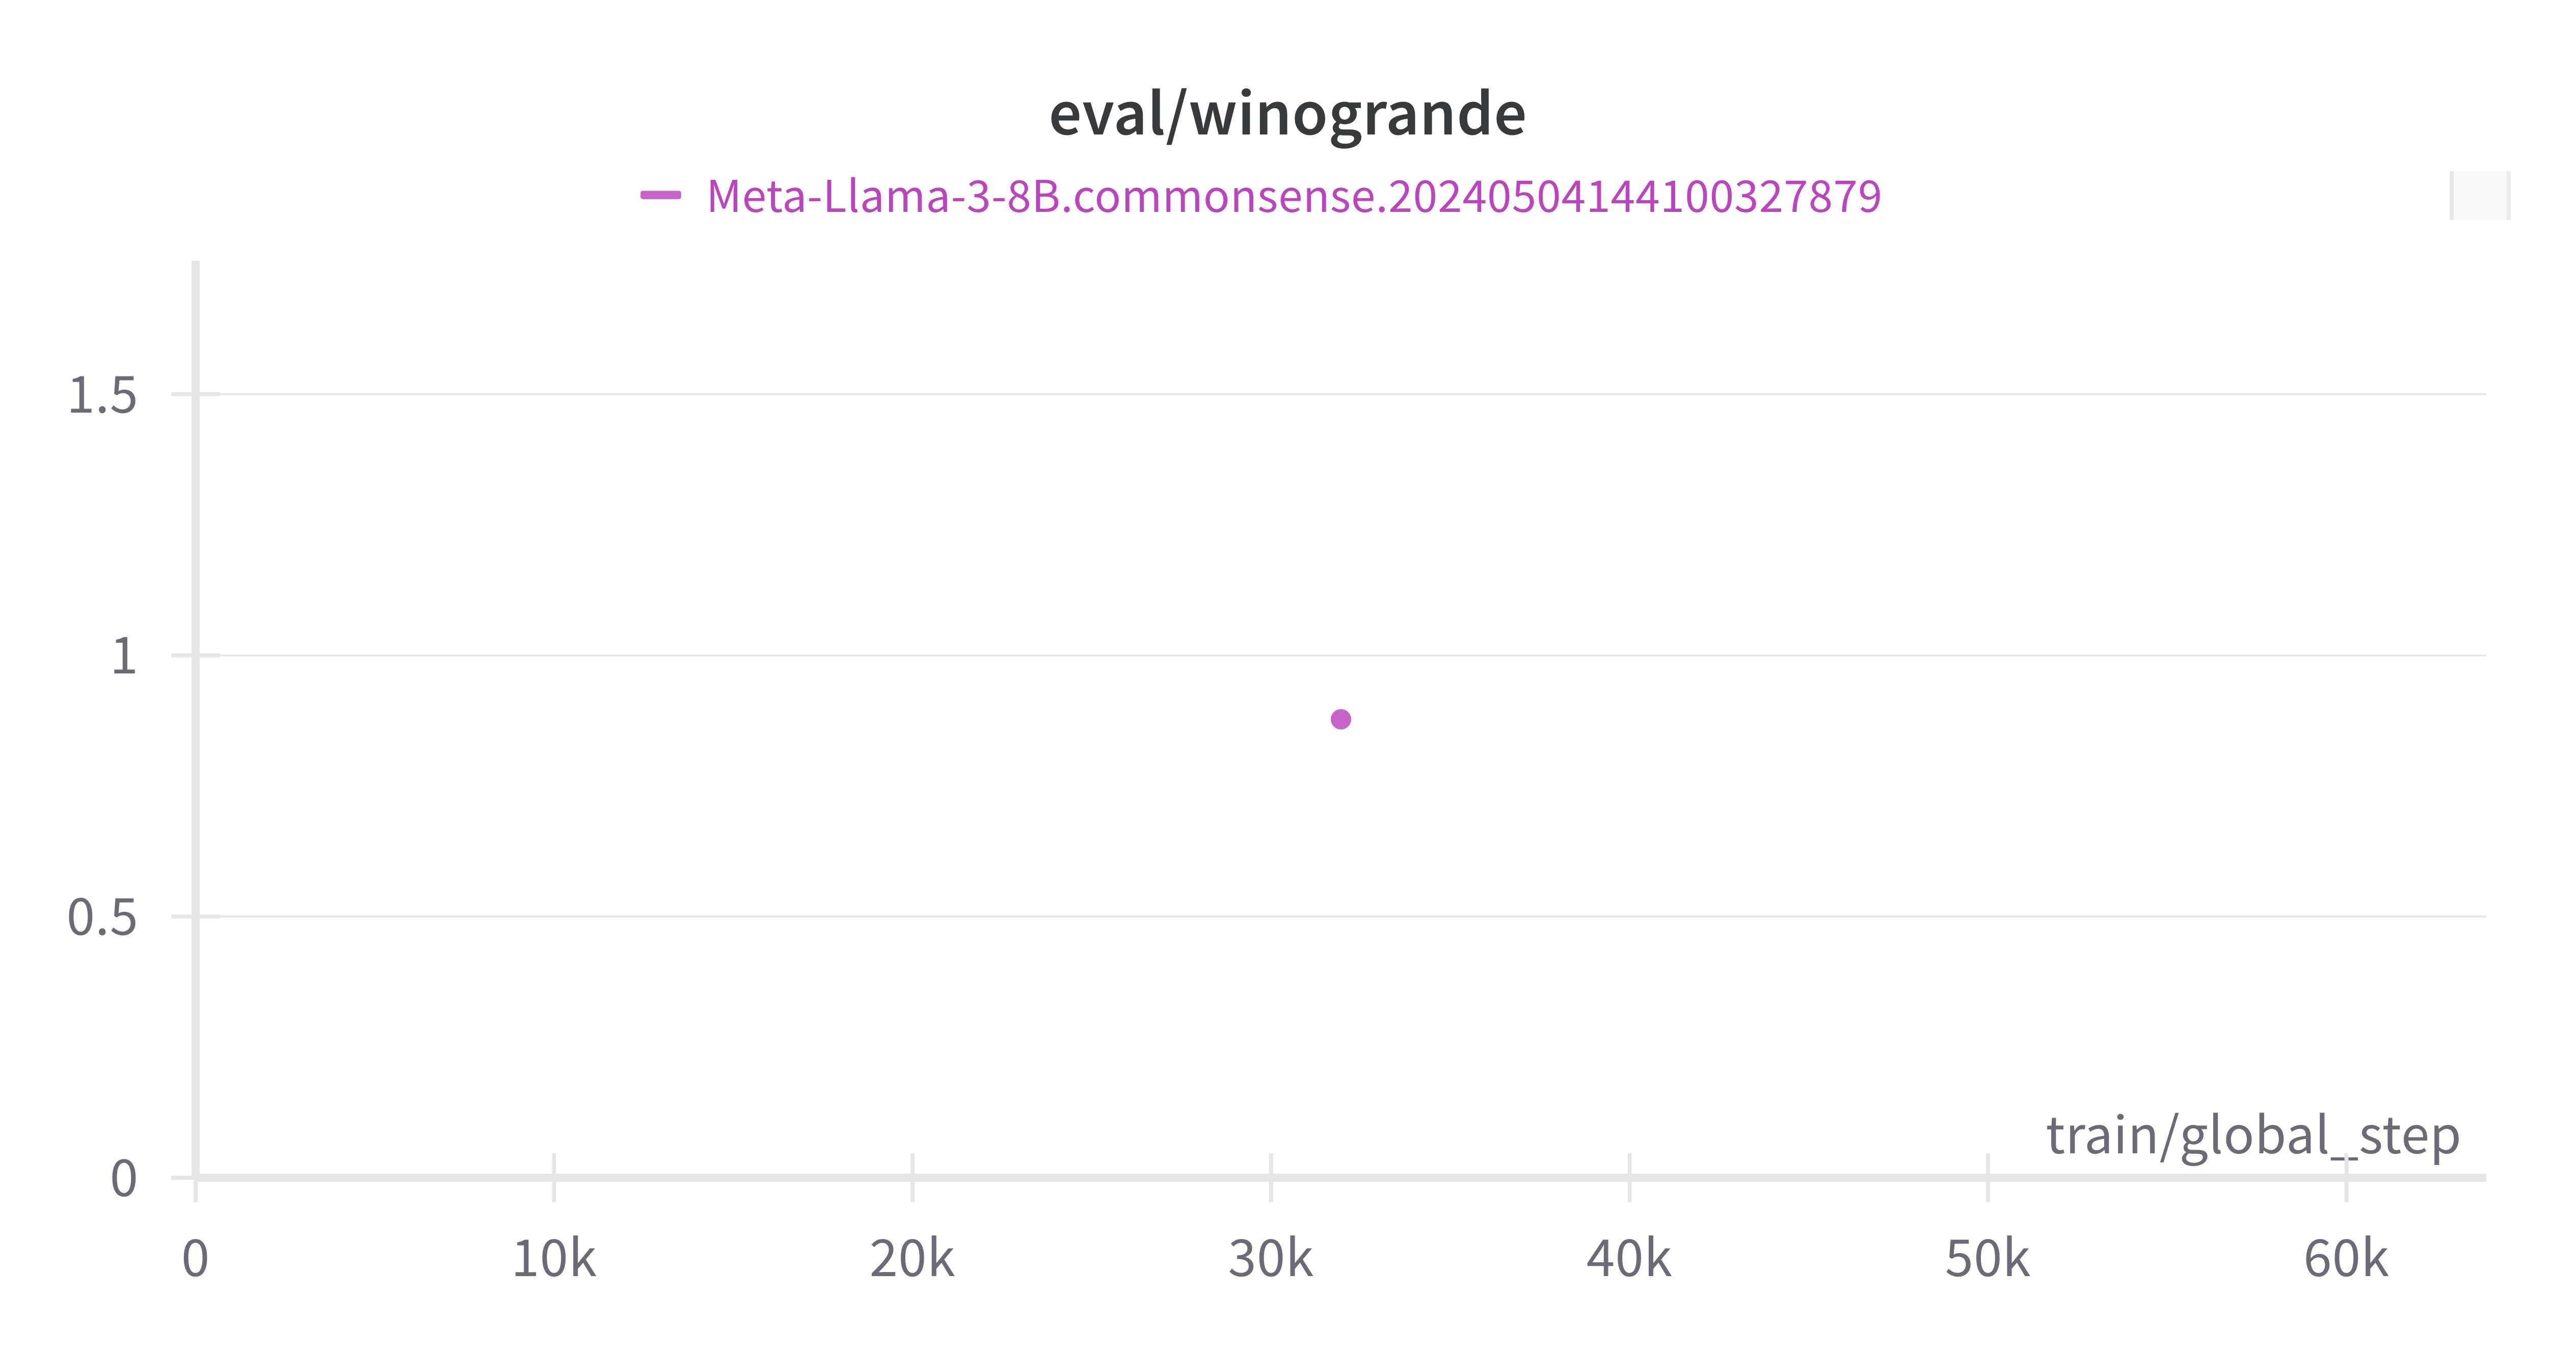 eval/winogrande
Meta-Llama-3-8B.commonsense.20240504144100327879
1.5
1
0.5
0
train/global_step
0 10k 20k 30k 40k 50k 60k